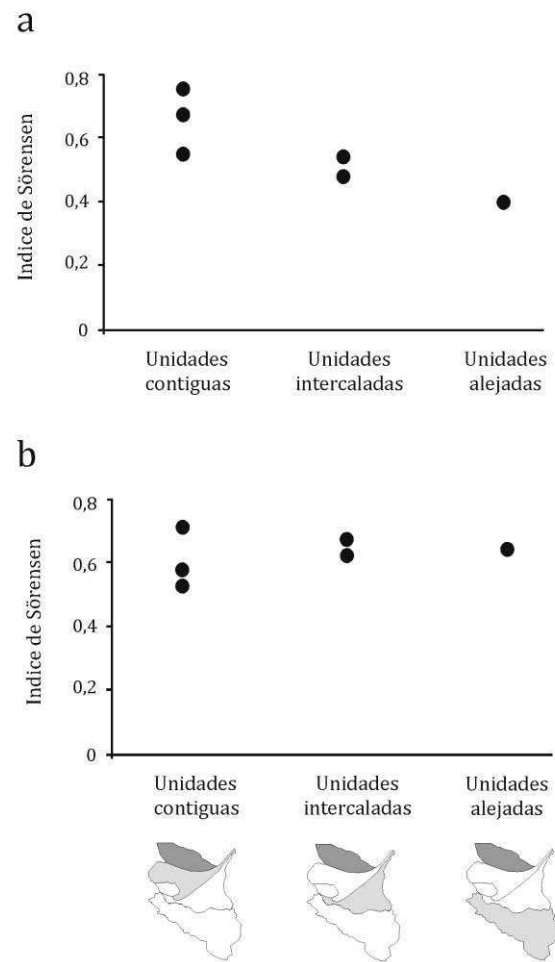 a
0,8
0,6
0,4
0,2
0
Indice de Sörensen
Unidades
contiguas
Unidades
intercaladas
Unidades
alejadas
b
0,8
0,6
0,4
0,2
0
Indice de Sörensen
Unidades
contiguas
Unidades
intercaladas
Unidades
alejadas